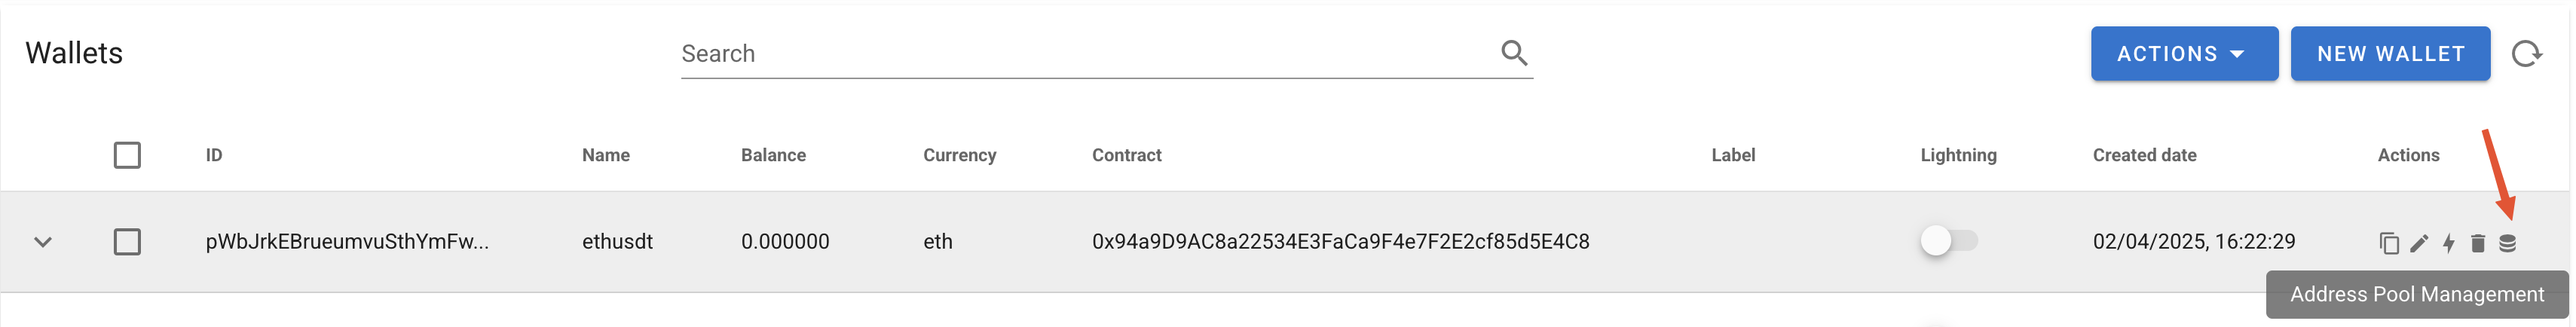 Wallets
Search
ACTIONS
NEW WALLET
ID Name Balance Currency Contract Label Lightning Created date Actions
pWbJrkEBrueumvuSthYmFw... ethusdt 0.000000 eth 0x94a9D9AC8a22534E3FaCa9F4e7F2E2cf85d5E4C8 02/04/2025, 16:22:29
Address Pool Management